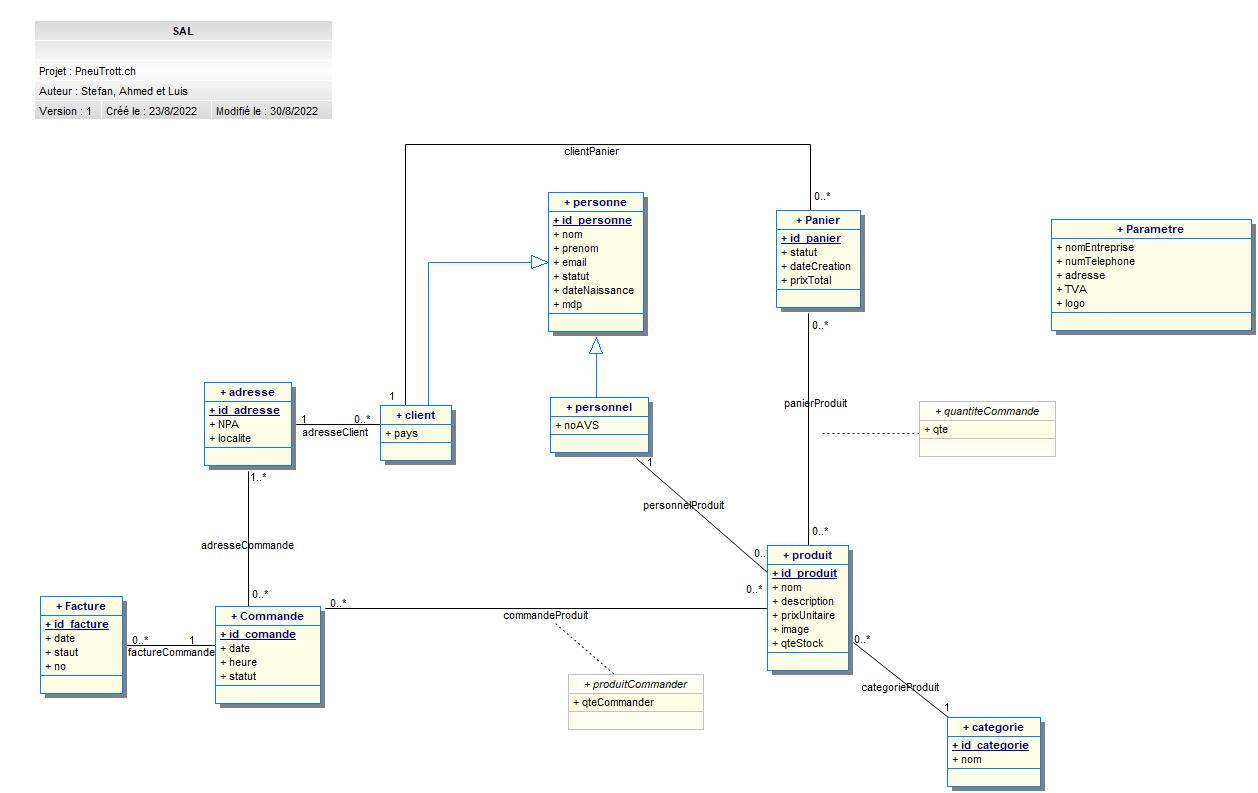 SAL
Projet : PneuTrott.ch
Auteur : Stefan, Ahmed et Luis
Version : 1 Créé le : 23/8/2022 Modifié le : 30/8/2022
clientPanier
0..*
+ personne
+ id_personne
+ nom
+ prenom
+ email
+ statut
+ dateNaissance
+ mdp
+ Panier
+ id_panier
+ statut
+ dateCreation
+ prixTotal
0..*
+ Parametre
+ nomEntreprise
+ numTelephone
+ adresse
+ TVA
+ logo
+ adresse
+ id_adresse
+ NPA
+ localite
1
0..*
adresseClient
1
+ client
+ pays
+ personnel
+ noAVS
1
panierProduit
+ quantiteCommande
+ qte
1..*
adresseCommande
0..*
personnelProduit
0..
0..*
0..*
+ produit
+ id_produit
+ nom
+ description
+ prixUnitaire
+ image
+ qteStock
+ Facture
+ id_facture
+ date
+ staut
+ no
0..*
1
factureCommande
+ Commande
+ id_comande
+ date
+ heure
+ statut
0..*
commandeProduit
+ produitCommander
+ qteCommander
0..*
categorieProduit
1
+ categorie
+ id_categorie
+ nom